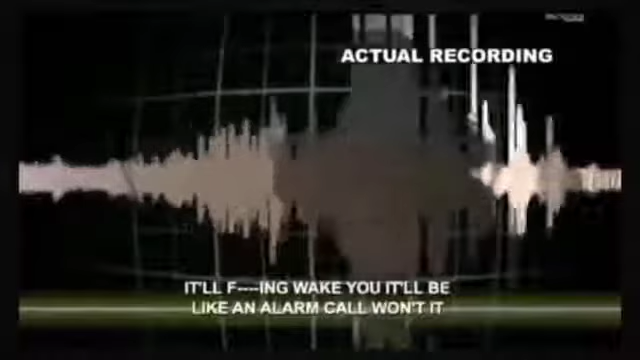 ACTUAL RECORDING
IT'LL F----ING WAKE YOU IT'LL BE
LIKE AN ALARM CALL WON'T IT